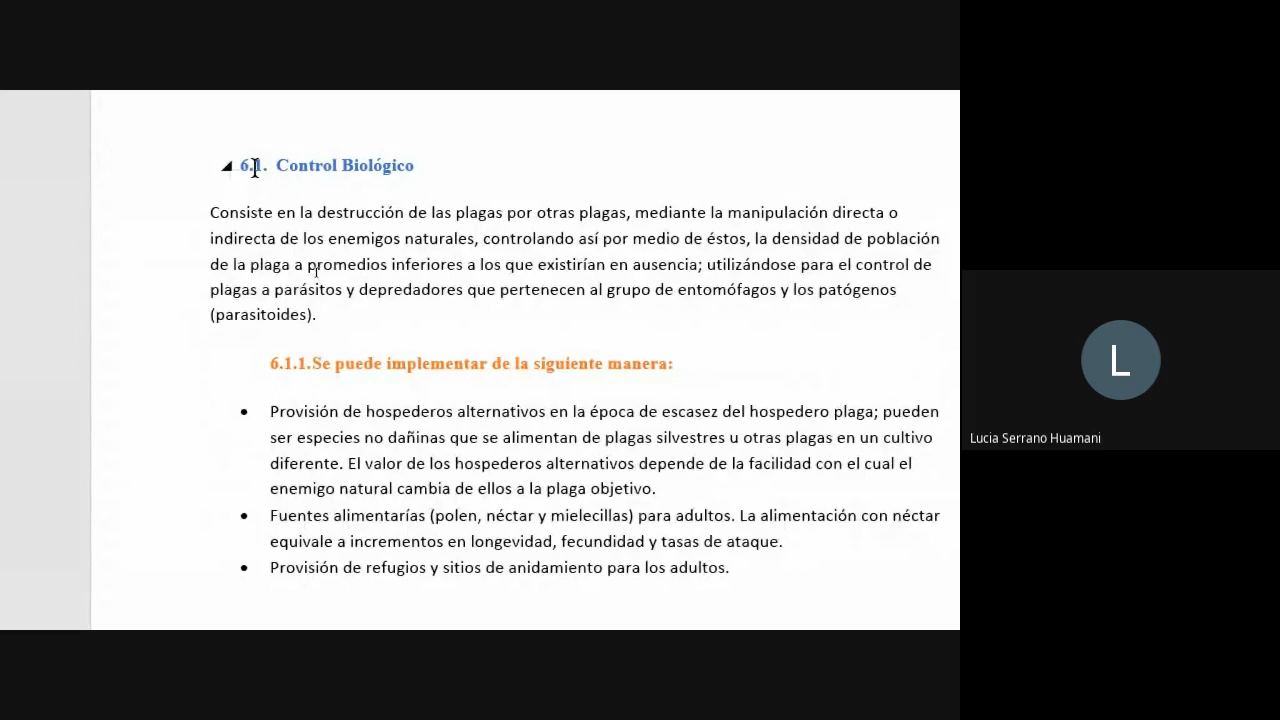 6.1. Control Biológico
Consiste en la destrucción de las plagas por otras plagas, mediante la manipulación directa o
indirecta de los enemigos naturales, controlando así por medio de éstos, la densidad de población
de la plaga a promedios inferiores a los que existirían en ausencia; utilizándose para el control de
plagas a parásitos y depredadores que pertenecen al grupo de entomófagos y los patógenos
(parasitoides).
6.1.1.Se puede implementar de la siguiente manera:
• Provisión de hospederos alternativos en la época de escasez del hospedero plaga; pueden
ser especies no dañinas que se alimentan de plagas silvestres u otras plagas en un cultivo
diferente. El valor de los hospederos alternativos depende de la facilidad con el cual el
enemigo natural cambia de ellos a la plaga objetivo.
• Fuentes alimentarías (polen, néctar y mielecillas) para adultos. La alimentación con néctar
equivale a incrementos en longevidad, fecundidad y tasas de ataque.
• Provisión de refugios y sitios de anidamiento para los adultos.
L
Lucia Serrano Huamani